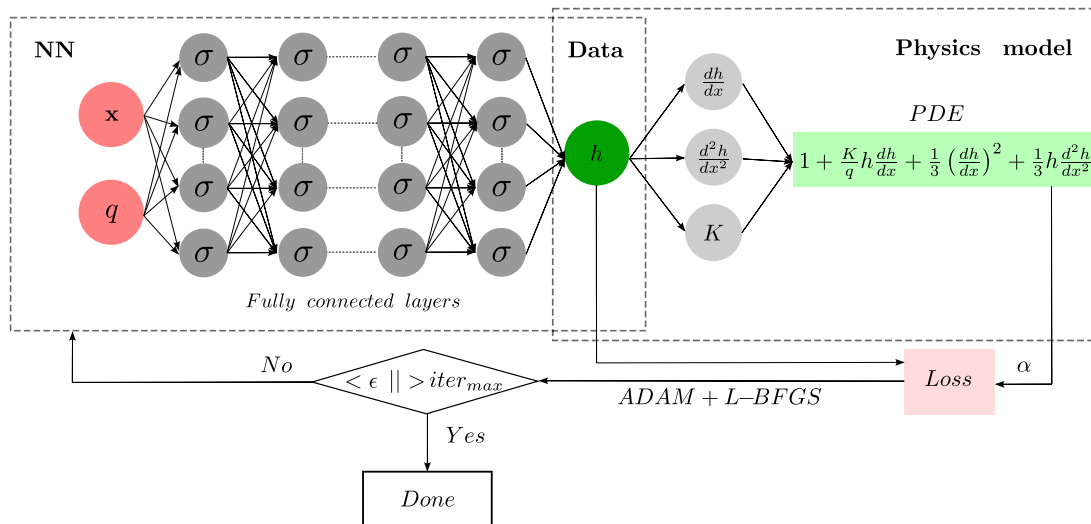 NN
Data
Physics model
x
q
σ σ σ σ
σ σ σ σ
σ σ σ σ
σ σ σ σ
Fully connected layers
h
dh/dx
d²h/dx²
K
PDE
1 + K/q h dh/dx + 1/3 (dh/dx)² + 1/3 h d²h/dx²
No
< ϵ || > iter_max
ADAM + L–BFGS
Loss
α
Yes
Done